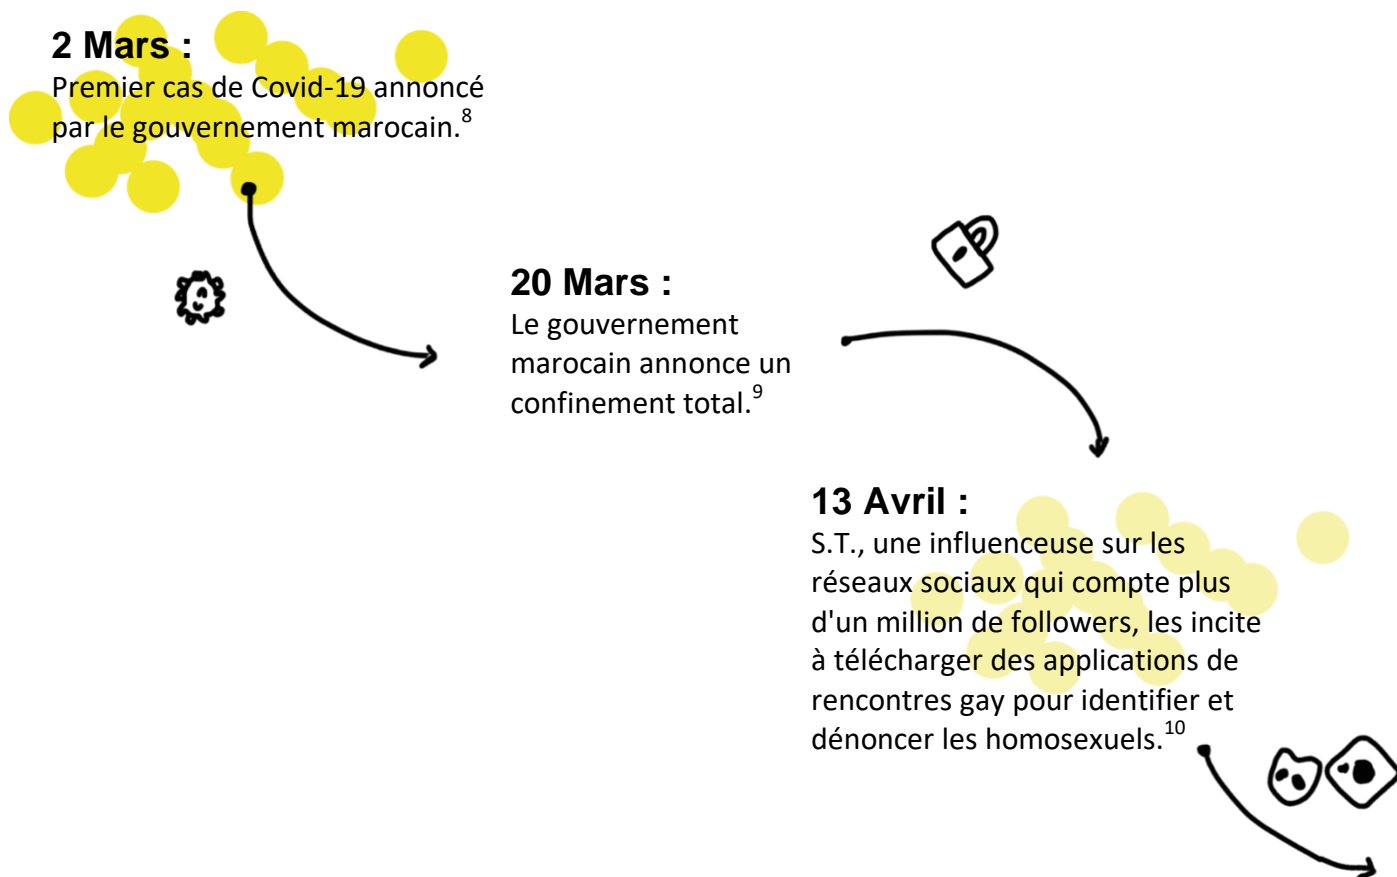 2 Mars :
Premier cas de Covid-19 annoncé
par le gouvernement marocain.8
20 Mars :
Le gouvernement
marocain annonce un
confinement total.9
13 Avril :
S.T., une influenceuse sur les
réseaux sociaux qui compte plus
d'un million de followers, les incite
à télécharger des applications de
rencontres gay pour identifier et
dénoncer les homosexuels.10